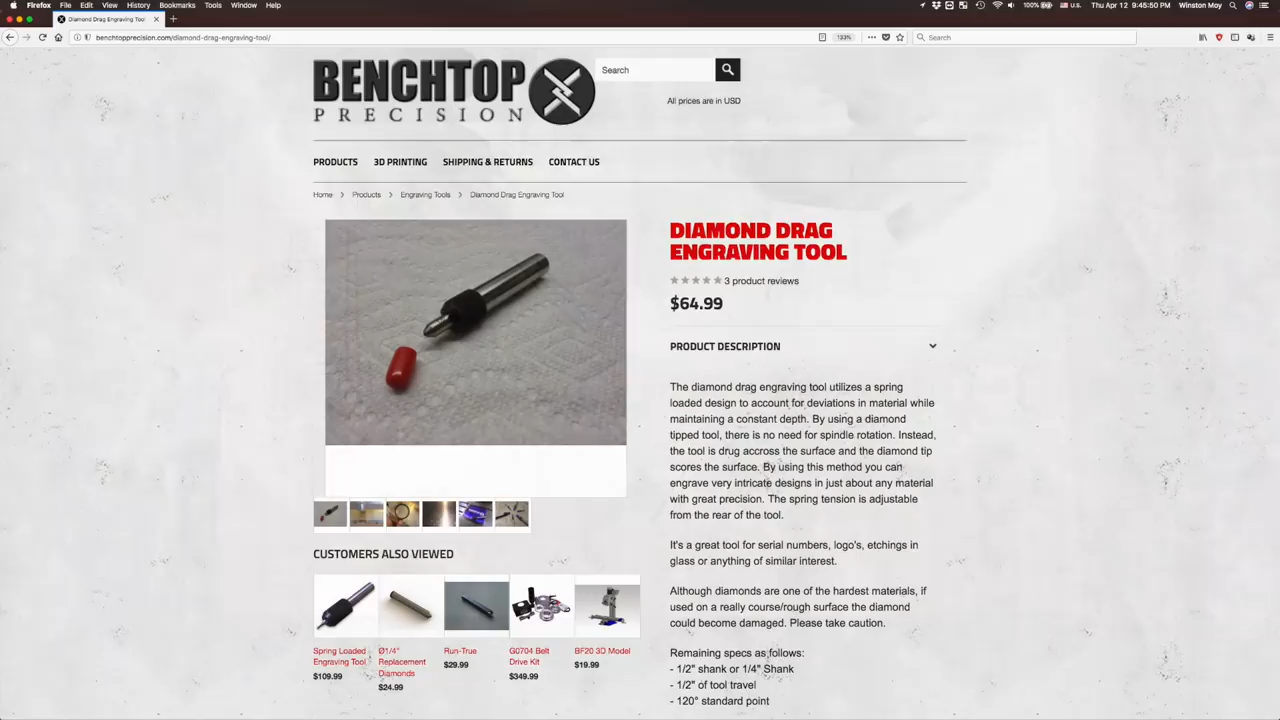 Firefox File Edit View History Bookmarks Tools Window Help
100% U.S. Thu Apr 12 9:45:50 PM Winston Moy
Diamond Drag Engraving Tool
benchtopprecision.com/diamond-drag-engraving-tool/
133%
Search
BENCHTOP
PRECISION
Search
All prices are in USD
PRODUCTS 3D PRINTING SHIPPING & RETURNS CONTACT US
Home > Products > Engraving Tools > Diamond Drag Engraving Tool
DIAMOND DRAG
ENGRAVING TOOL
3 product reviews
$64.99
PRODUCT DESCRIPTION
The diamond drag engraving tool utilizes a spring
loaded design to account for deviations in material while
maintaining a constant depth. By using a diamond
tipped tool, there is no need for spindle rotation. Instead,
the tool is drug accross the surface and the diamond tip
scores the surface. By using this method you can
engrave very intricate designs in just about any material
with great precision. The spring tension is adjustable
from the rear of the tool.
It's a great tool for serial numbers, logo's, etchings in
glass or anything of similar interest.
Although diamonds are one of the hardest materials, if
used on a really course/rough surface the diamond
could become damaged. Please take caution.
Remaining specs as follows:
- 1/2" shank or 1/4" Shank
- 1/2" of tool travel
- 120° standard point
CUSTOMERS ALSO VIEWED
Spring Loaded
Engraving Tool
$109.99
Ø1/4"
Replacement
Diamonds
$24.99
Run-True
$29.99
G0704 Belt
Drive Kit
$349.99
BF20 3D Model
$19.99